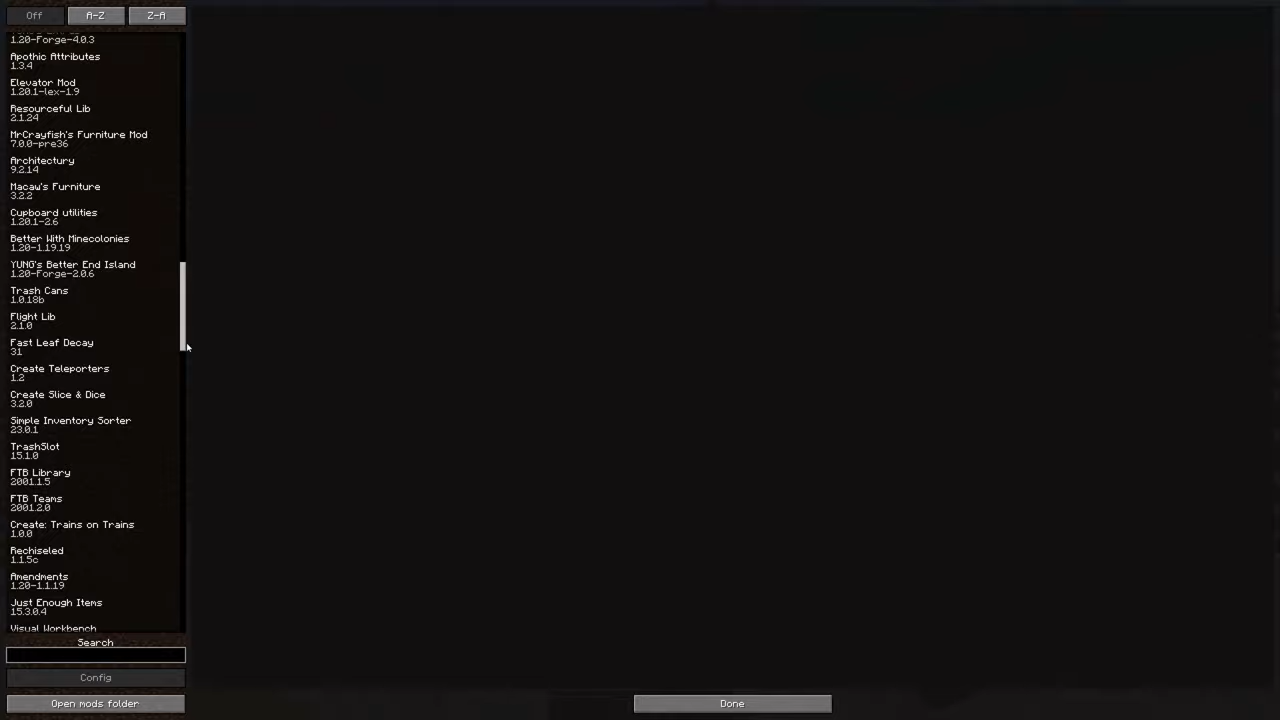 Off
A-Z
Z-A
1.20-Forge-4.0.3
Apothic Attributes
1.3.4
Elevator Mod
1.20.1-lex-1.9
Resourceful Lib
2.1.24
MrCrayfish's Furniture Mod
7.0.0-pre36
Architectury
9.2.14
Macaw's Furniture
3.2.2
Cupboard utilities
1.20.1-2.6
Better With Minecolonies
1.20-1.19.19
YUNG's Better End Island
1.20-Forge-2.0.6
Trash Cans
1.0.18b
Flight Lib
2.1.0
Fast Leaf Decay
31
Create Teleporters
1.2
Create Slice & Dice
3.2.0
Simple Inventory Sorter
23.0.1
TrashSlot
15.1.0
FTB Library
2001.1.5
FTB Teams
2001.2.0
Create: Trains on Trains
1.0.0
Rechiseled
1.1.5c
Amendments
1.20-1.1.19
Just Enough Items
15.3.0.4
Visual Workbench
Search
Config
Open mods folder
Done